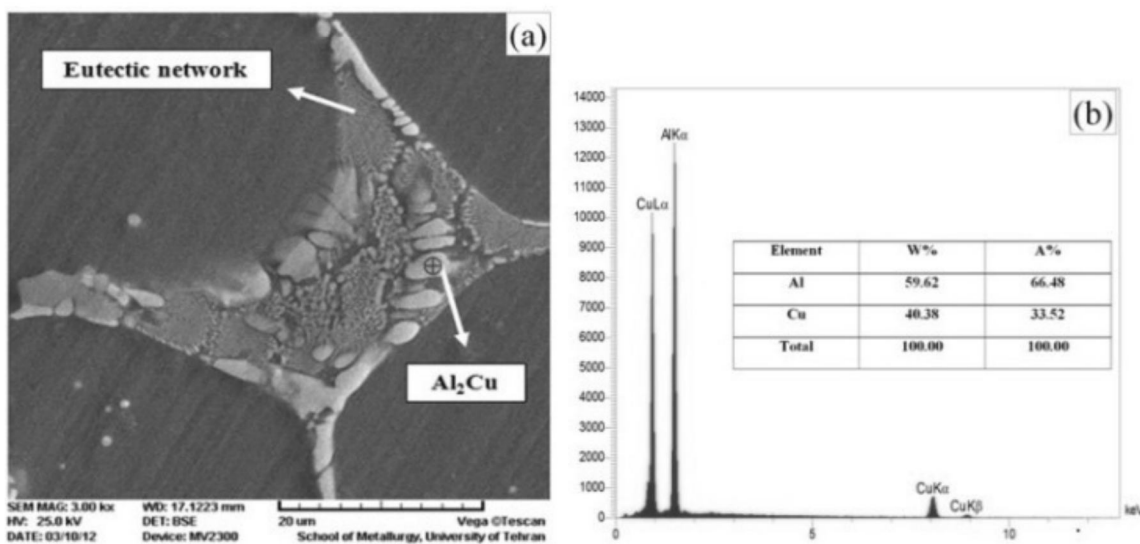 (a)
Eutectic network
Al₂Cu
SEM MAG: 3.00 kx WD: 17.1223 mm
HV: 25.0 kV DET: BSE 20 um Vega ©Tescan
DATE: 03/10/12 Device: MV2300 School of Metallurgy, University of Tehran
(b)
14000
13000
12000
11000
10000
9000
8000
7000
6000
5000
4000
3000
2000
1000
0
AlKα
CuLα
Element W% A%
Al 59.62 66.48
Cu 40.38 33.52
Total 100.00 100.00
CuKα
CuKβ
0 5 10 keV